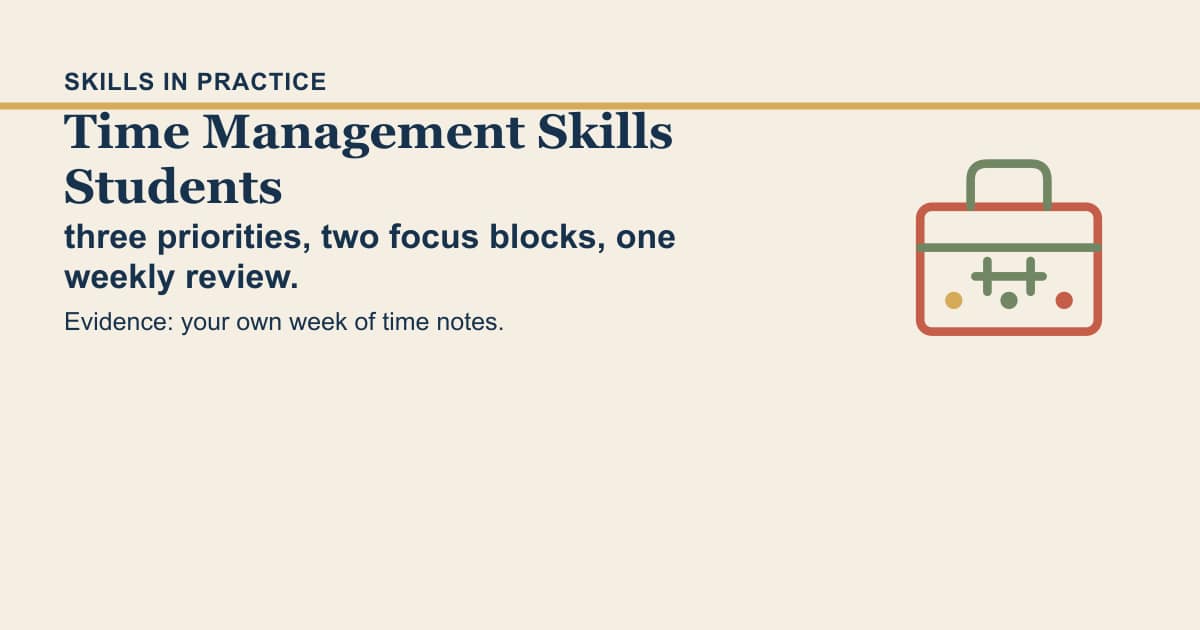 SKILLS IN PRACTICE
Time Management Skills
Students
three priorities, two focus blocks, one
weekly review.
Evidence: your own week of time notes.